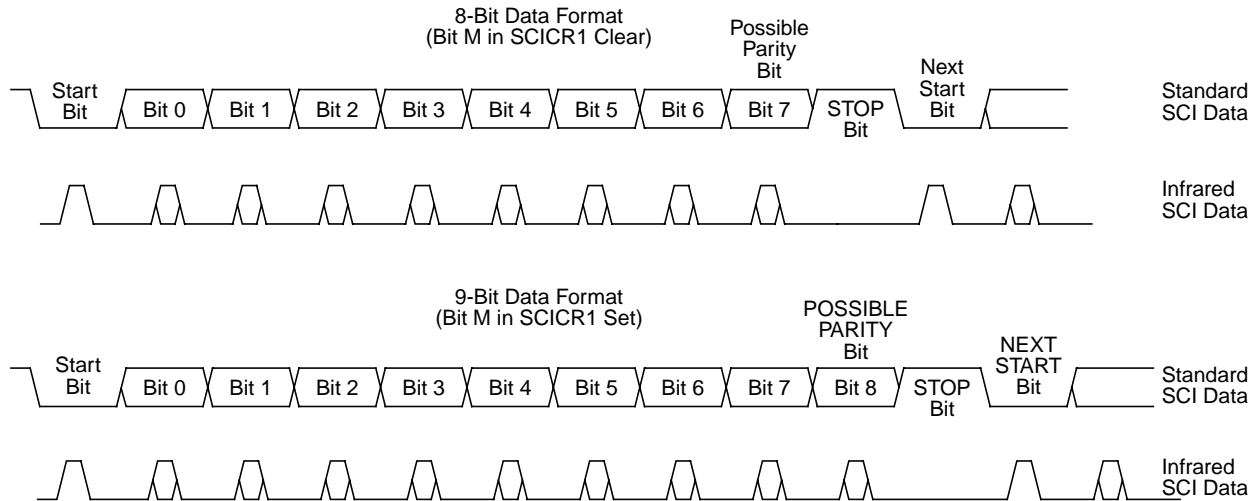 8-Bit Data Format
(Bit M in SCICR1 Clear)
Possible
Parity
Bit
Start
Bit
Bit 0
Bit 1
Bit 2
Bit 3
Bit 4
Bit 5
Bit 6
Bit 7
STOP
Bit
Next
Start
Bit
Standard
SCI Data
Infrared
SCI Data
9-Bit Data Format
(Bit M in SCICR1 Set)
POSSIBLE
PARITY
Bit
Start
Bit
Bit 0
Bit 1
Bit 2
Bit 3
Bit 4
Bit 5
Bit 6
Bit 7
Bit 8
STOP
Bit
NEXT
START
Bit
Standard
SCI Data
Infrared
SCI Data